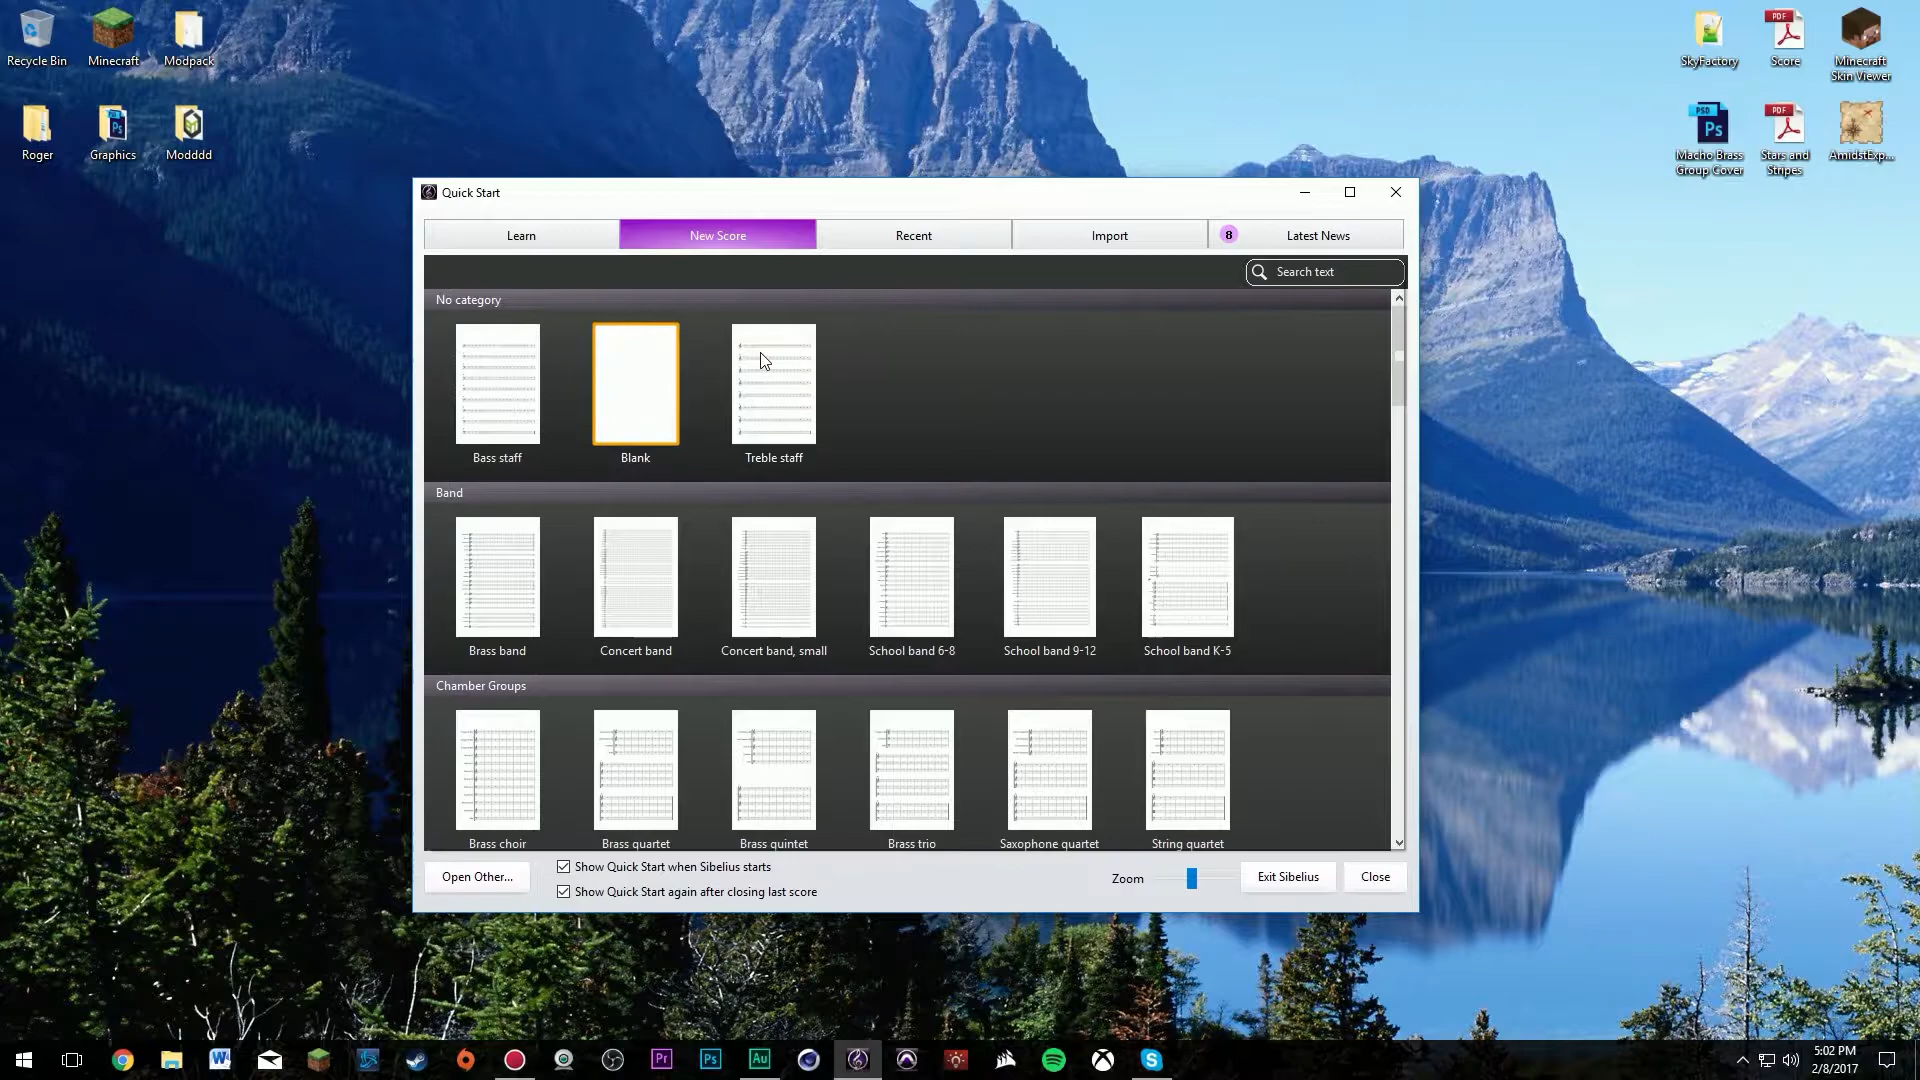 Recycle Bin
Minecraft
Modpack
Roger
Graphics
Modddd
SkyFactory
Score
Minecraft
Skin Viewer
Macho Brass
Group Cover
Stars and
Stripes
AmidstExp...
Quick Start
Learn
New Score
Recent
Import
8
Latest News
Search text
No category
Bass staff
Blank
Treble staff
Band
Brass band
Concert band
Concert band, small
School band 6-8
School band 9-12
School band K-5
Chamber Groups
Brass choir
Brass quartet
Brass quintet
Brass trio
Saxophone quartet
String quartet
Open Other...
Show Quick Start when Sibelius starts
Show Quick Start again after closing last score
Zoom
Exit Sibelius
Close
5:02 PM
2/8/2017